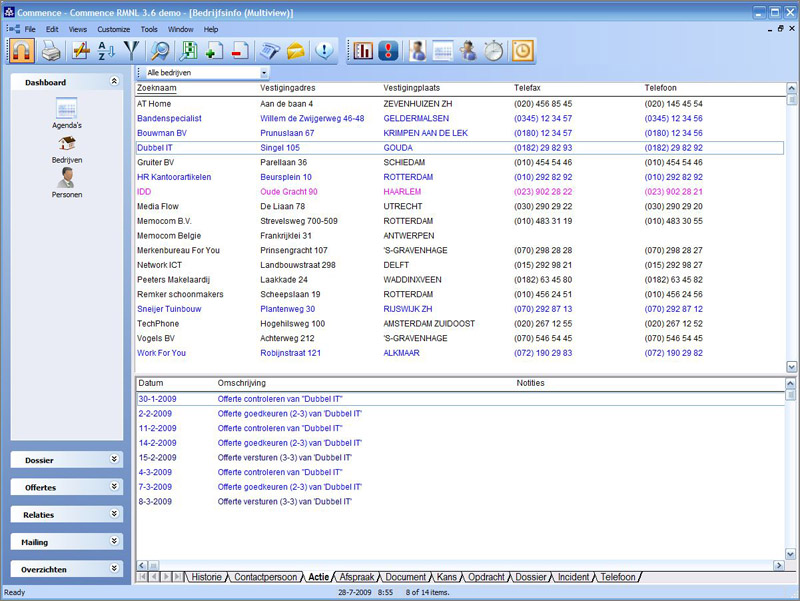 Commence - Commence RMNL 3.6 demo - [Bedrijfsinfo (Multiview)]
File Edit Views Customize Tools Window Help
Dashboard
Agenda's
Bedrijven
Personen
Dossier
Offertes
Relaties
Mailing
Overzichten
Alle bedrijven
Zoeknaam Vestigingadres Vestigingplaats Telefax Telefoon
AT Home Aan de baan 4 ZEVENHUIZEN ZH (020) 456 85 45 (020) 145 45 54
Bandenspecialist Willem de Zwijgerweg 46-48 GELDERMALSEN (0345) 12 34 57 (0345) 12 34 56
Bouwman BV Prunuslaan 67 KRIMPEN AAN DE LEK (0180) 12 34 57 (0180) 12 34 56
Dubbel IT Singel 105 GOUDA (0182) 29 82 93 (0182) 29 82 92
Gruiter BV Parellaan 36 SCHIEDAM (010) 454 54 46 (010) 454 54 46
HR Kantoorartikelen Beursplein 10 ROTTERDAM (010) 292 82 92 (010) 292 82 92
IDD Oude Gracht 90 HAARLEM (023) 902 28 22 (023) 902 28 21
Media Flow De Liaan 78 UTRECHT (030) 290 29 22 (030) 290 29 20
Memocom B.V. Strevelsweg 700-509 ROTTERDAM (010) 483 31 19 (010) 483 30 55
Memocom Belgie Frankrijklei 31 ANTWERPEN
Merkenbureau For You Prinsengracht 107 'S-GRAVENHAGE (070) 298 28 28 (070) 298 28 27
Network ICT Landbouwstraat 298 DELFT (015) 292 98 21 (015) 292 98 27
Peeters Makelaardij Laakkade 24 WADDINXVEEN (0182) 63 45 80 (0182) 63 45 82
Remker schoonmakers Scheepslaan 19 ROTTERDAM (010) 456 24 51 (010) 456 24 56
Sneijer Tuinbouw Plantenweg 30 RIJSWIJK ZH (070) 292 87 13 (070) 292 87 12
TechPhone Hogehilsweg 100 AMSTERDAM ZUIDOOST (020) 267 12 55 (020) 267 12 52
Vogels BV Achterweg 212 'S-GRAVENHAGE (070) 546 54 45 (070) 546 54 45
Work For You Robijnstraat 121 ALKMAAR (072) 190 29 83 (072) 190 29 82
Datum Omschrijving Notities
30-1-2009 Offerte controleren van "Dubbel IT"
2-2-2009 Offerte goedkeuren (2-3) van 'Dubbel IT'
11-2-2009 Offerte controleren van "Dubbel IT"
14-2-2009 Offerte goedkeuren (2-3) van 'Dubbel IT'
15-2-2009 Offerte versturen (3-3) van 'Dubbel IT'
4-3-2009 Offerte controleren van "Dubbel IT"
7-3-2009 Offerte goedkeuren (2-3) van 'Dubbel IT'
8-3-2009 Offerte versturen (3-3) van 'Dubbel IT'
Historie Contactpersoon Actie Afspraak Document Kans Opdracht Dossier Incident Telefoon
Ready 28-7-2009 8:55 8 of 14 items.